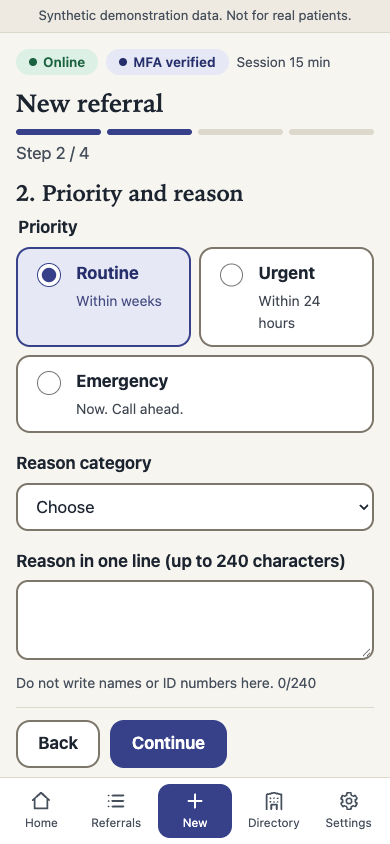 Synthetic demonstration data. Not for real patients.
Online
MFA verified
Session 15 min
New referral
Step 2 / 4
2. Priority and reason
Priority
Routine
Within weeks
Urgent
Within 24
hours
Emergency
Now. Call ahead.
Reason category
Choose
Reason in one line (up to 240 characters)
Do not write names or ID numbers here. 0/240
Back
Continue
Home
Referrals
New
Directory
Settings